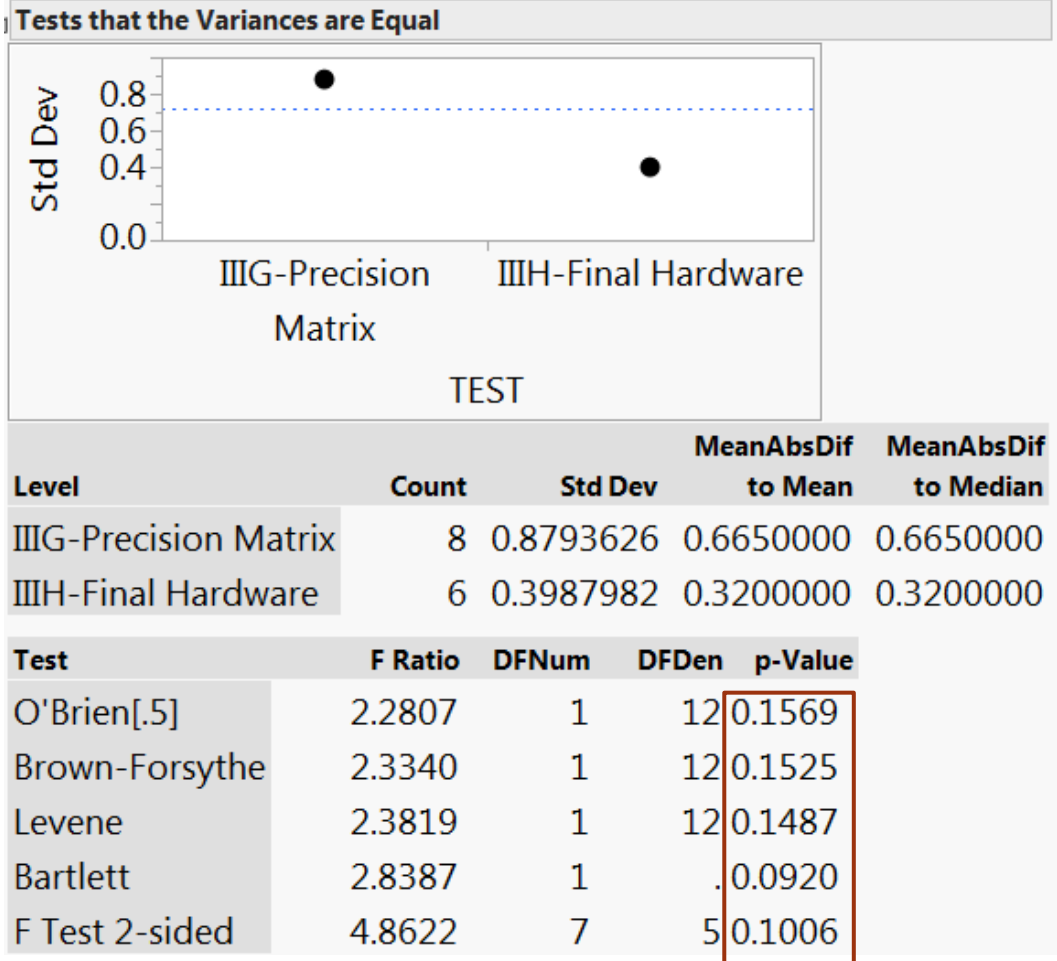 Tests that the Variances are Equal
Std Dev
0.8
0.6
0.4
0.0
IIIG-Precision Matrix
IIIH-Final Hardware
TEST
Level Count Std Dev MeanAbsDif to Mean MeanAbsDif to Median
IIIG-Precision Matrix 8 0.8793626 0.6650000 0.6650000
IIIH-Final Hardware 6 0.3987982 0.3200000 0.3200000
Test F Ratio DFNum DFDen p-Value
O'Brien[.5] 2.2807 1 12 0.1569
Brown-Forsythe 2.3340 1 12 0.1525
Levene 2.3819 1 12 0.1487
Bartlett 2.8387 1 . 0.0920
F Test 2-sided 4.8622 7 5 0.1006